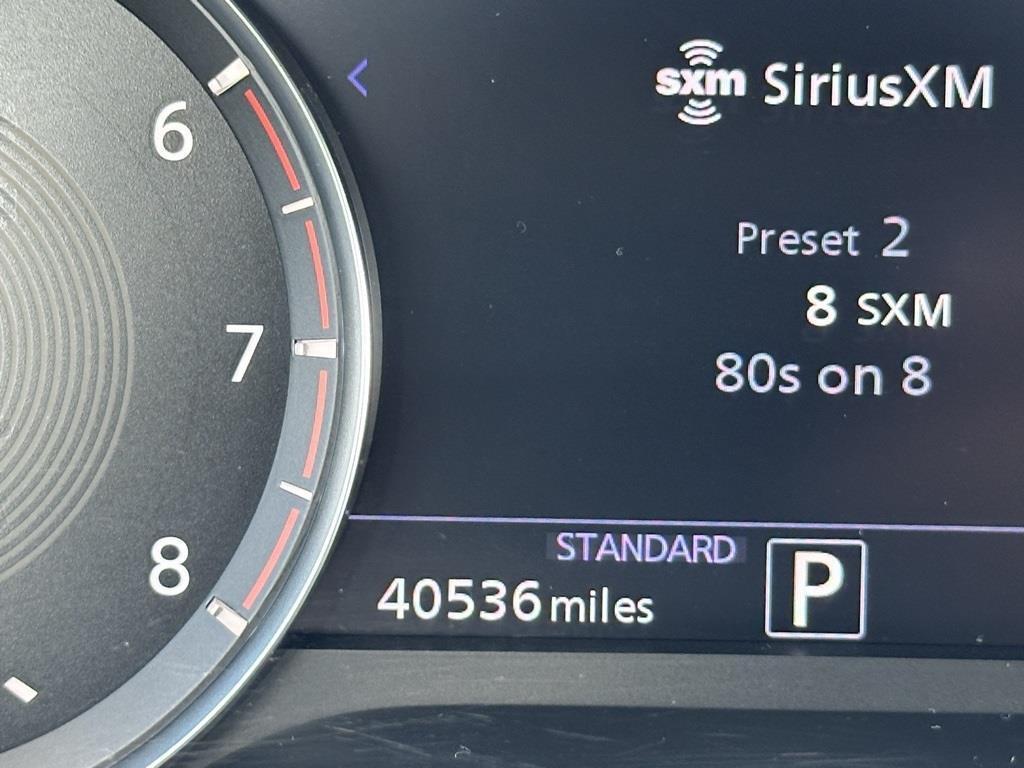 6
7
8
sxm SiriusXM
Preset 2
8 SXM
80s on 8
STANDARD
40536 miles
P